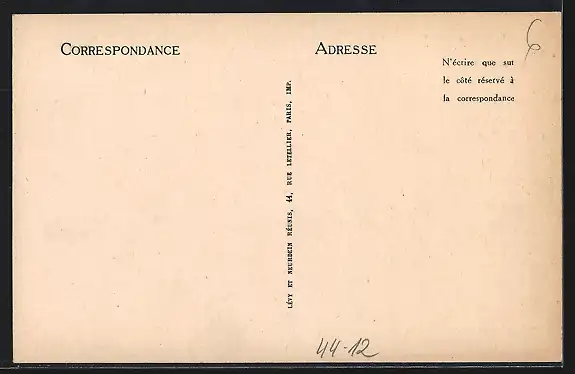 CORRESPONDANCE
ADRESSE
6
N'écrire que sur
le côté réservé à
la correspondance
LÉVY ET NEURDEIN RÉUNIS, 44, RUE LETELLIER, PARIS, IMP.
44-12